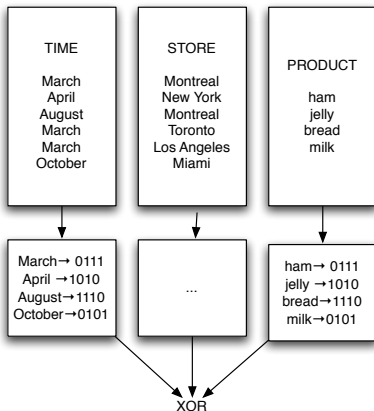 TIME
March
April
August
March
March
October
STORE
Montreal
New York
Montreal
Toronto
Los Angeles
Miami
PRODUCT
ham
jelly
bread
milk
March→ 0111
April →1010
August→1110
October→0101
...
ham→ 0111
jelly →1010
bread→1110
milk→0101
XOR